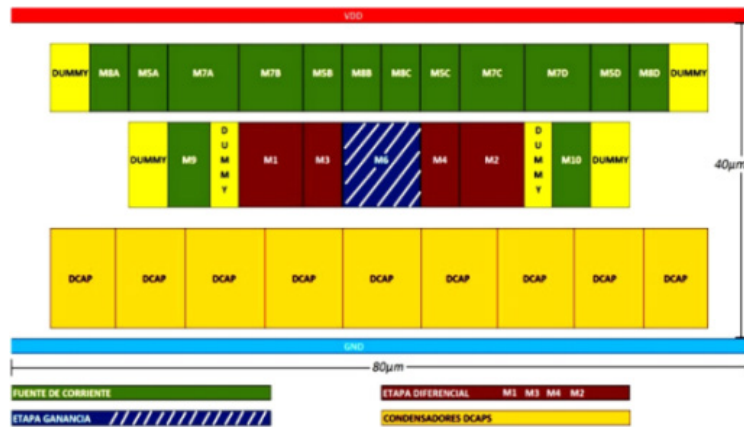 VDD
DUMMY M8A M5A M7A M7B M5B M8B M8C M5C M7C M7D M5D M8D DUMMY
DUMMY M9 DUMMY M1 M3 M6 M4 M2 DUMMY M10 DUMMY
40µm
DCAP DCAP DCAP DCAP DCAP DCAP DCAP DCAP DCAP
GND
80µm
FUENTE DE CORRIENTE ETAPA DIFERENCIAL M1 M3 M4 M2
ETAPA GANANCIA CONDENSADORES DCAPS